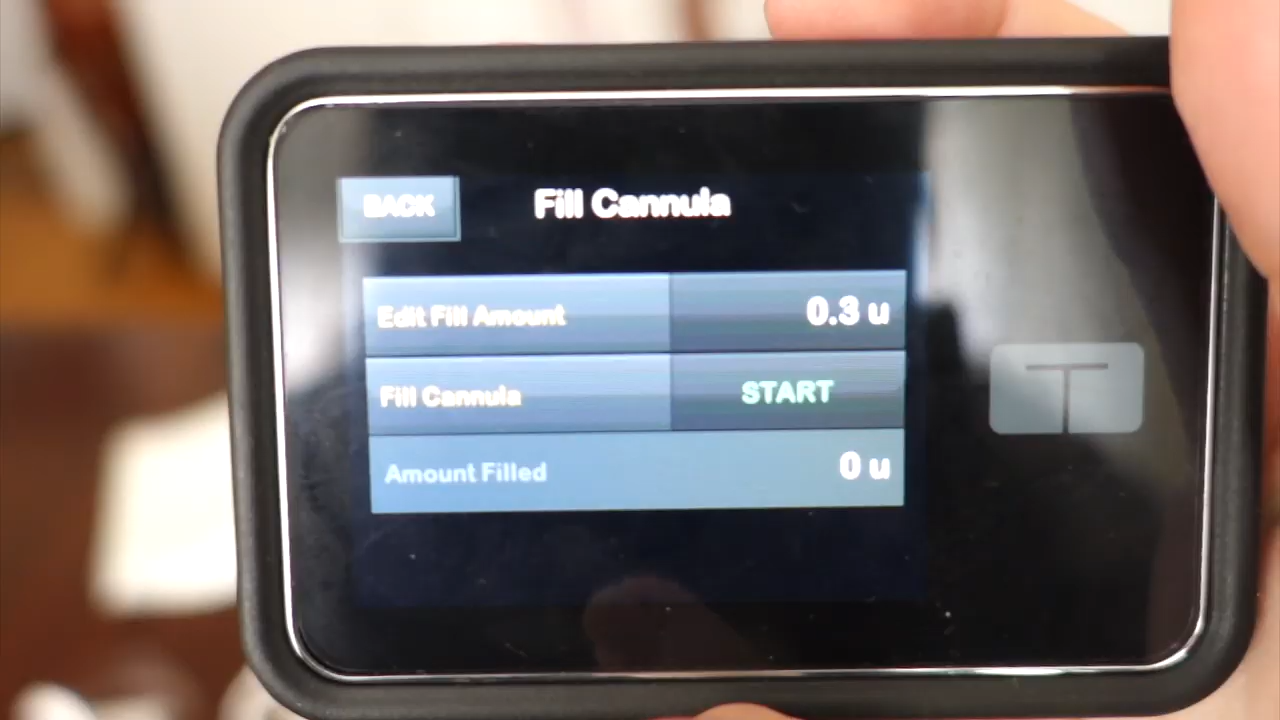 BACK
Fill Cannula
Edit Fill Amount 0.3 u
Fill Cannula START
Amount Filled 0 u